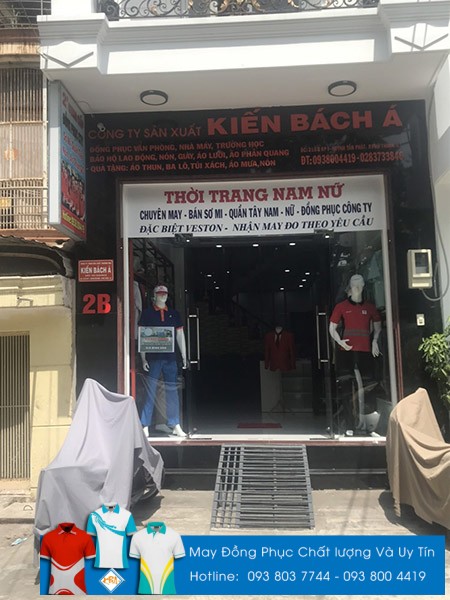 CÔNG TY SẢN XUẤT KIẾN BÁCH Á
ĐỒNG PHỤC VĂN PHÒNG, NHÀ MÁY, TRƯỜNG HỌC
BẢO HỘ LAO ĐỘNG, NÓN, GIÀY, ÁO LƯỚI, ÁO PHẢN QUANG
QUÀ TẶNG: ÁO THUN, BA LÔ, TÚI XÁCH, ÁO MƯA, NÓN
ĐT: 0938004419 -
THỜI TRANG NAM NỮ
CHUYÊN MAY - BÁN SƠ MI - QUẦN TÂY NAM - NỮ - ĐỒNG PHỤC CÔNG TY
ĐẶC BIỆT VESTON - NHẬN MAY ĐO THEO YÊU CẦU
KIẾN BÁCH Á
2B
May Đồng Phục Chất lượng Và Uy Tín
Hotline: 093 803 7744 - 093 800 4419